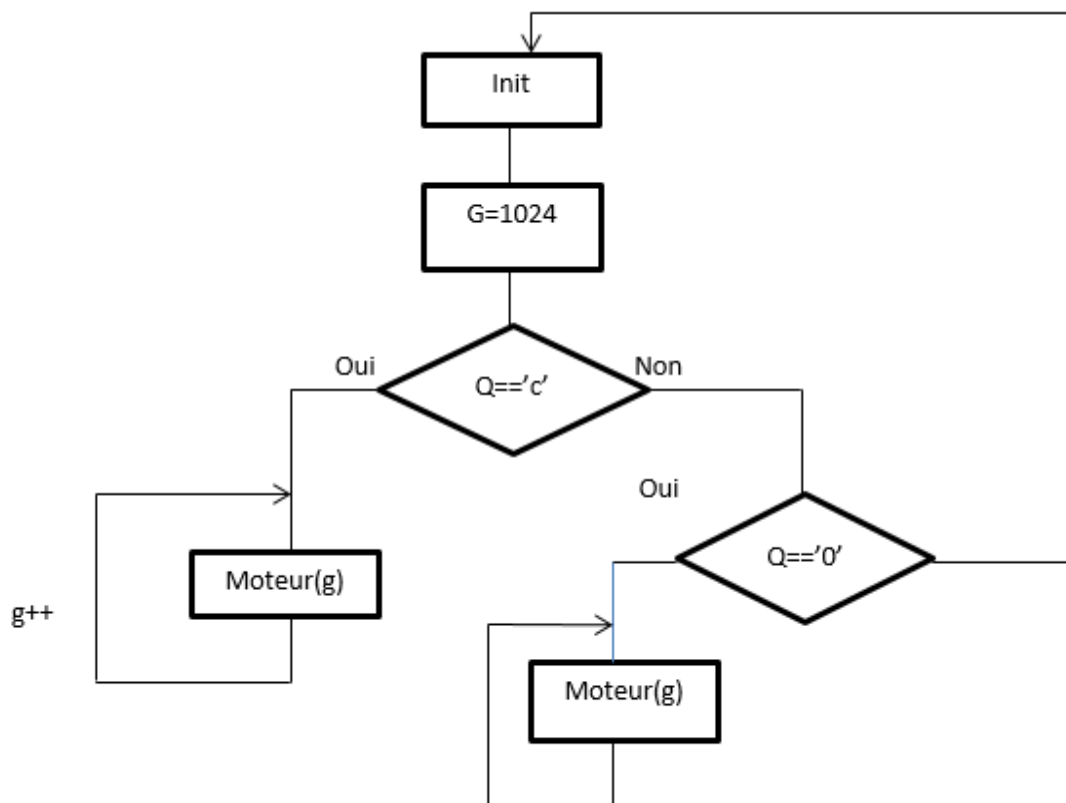 Init
G=1024
Oui
Q==’c’
Non
Oui
Q==’0’
Moteur(g)
g++
Moteur(g)